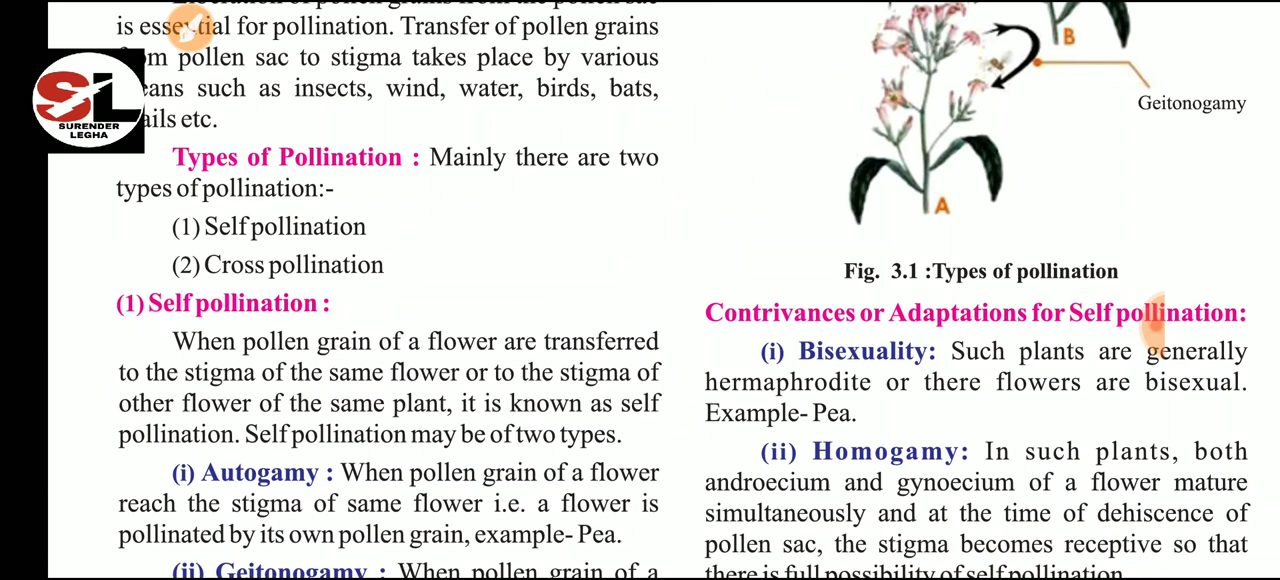 is essential for pollination. Transfer of pollen grains
pollen sac to stigma takes place by various
such as insects, wind, water, birds, bats,
etc.
SL
SURENDER
LEGHA
Types of Pollination : Mainly there are two
types of pollination:-
(1) Self pollination
(2) Cross pollination
(1) Self pollination :
When pollen grain of a flower are transferred
to the stigma of the same flower or to the stigma of
other flower of the same plant, it is known as self
pollination. Self pollination may be of two types.
(i) Autogamy : When pollen grain of a flower
reach the stigma of same flower i.e. a flower is
pollinated by its own pollen grain, example- Pea.
(ii) Geitonogamy : When pollen grain of a
B
Geitonogamy
A
Fig. 3.1 :Types of pollination
Contrivances or Adaptations for Self pollination:
(i) Bisexuality: Such plants are generally
hermaphrodite or there flowers are bisexual.
Example- Pea.
(ii) Homogamy: In such plants, both
androecium and gynoecium of a flower mature
simultaneously and at the time of dehiscence of
pollen sac, the stigma becomes receptive so that
there is full possibility of self pollination.